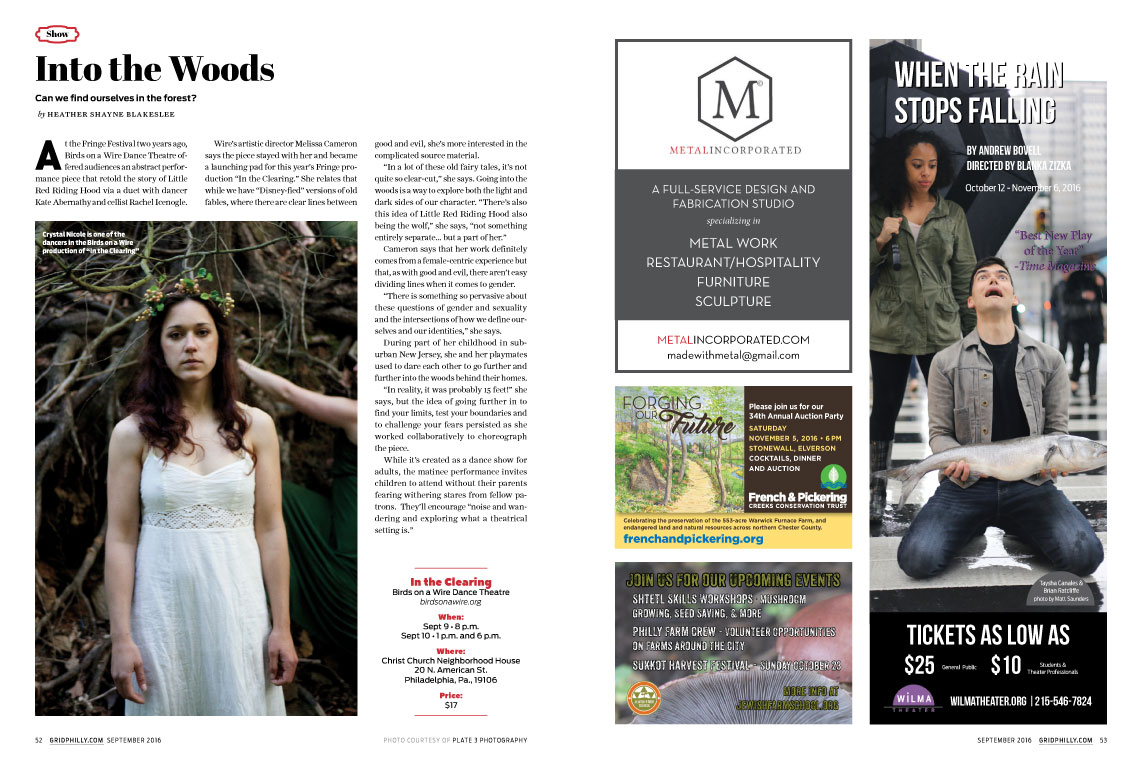 Show
Into the Woods
Can we find ourselves in the forest?
by HEATHER SHAYNE BLAKESLEE
At the Fringe Festival two years ago,
Birds on a Wire Dance Theatre of-
fered audiences an abstract perfor-
mance piece that retold the story of Little
Red Riding Hood via a duet with dancer
Kate Abernathy and cellist Rachel Icenogle.
Wire's artistic director Melissa Cameron
says the piece stayed with her and became
a launching pad for this year's Fringe pro-
duction "In the Clearing." She relates that
while we have "Disney-fied" versions of old
fables, where there are clear lines between
good and evil, she's more interested in the
complicated source material.
"In a lot of these old fairy tales, it's not
quite so clear-cut," she says. Going into the
woods is a way to explore both the light and
dark sides of our character. "There's also
this idea of Little Red Riding Hood also
being the wolf," she says, "not something
entirely separate... but a part of her."
Cameron says that her work definitely
comes from a female-centric experience but
that, as with good and evil, there aren't easy
dividing lines when it comes to gender.
"There is something so pervasive about
these questions of gender and sexuality
and the intersections of how we define our-
selves and our identities," she says.
During part of her childhood in sub-
urban New Jersey, she and her playmates
used to dare each other to go further and
further into the woods behind their homes.
"In reality, it was probably 15 feet!" she
says, but the idea of going further in to
find your limits, test your boundaries and
to challenge your fears persisted as she
worked collaboratively to choreograph
the piece.
While it's created as a dance show for
adults, the matinee performance invites
children to attend without their parents
fearing withering stares from fellow pa-
trons. They'll encourage "noise and wan-
dering and exploring what a theatrical
setting is."
Crystal Nicole is one of the
dancers in the Birds on a Wire
production of "In the Clearing"
In the Clearing
Birds on a Wire Dance Theatre
birdsonawire.org
When:
Sept 9 • 8 p.m.
Sept 10 • 1 p.m. and 6 p.m.
Where:
Christ Church Neighborhood House
20 N. American St.
Philadelphia, Pa., 19106
Price:
$17
52 GRIDPHILLY.COM SEPTEMBER 2016
PHOTO COURTESY OF PLATE 3 PHOTOGRAPHY
M©
METALINCORPORATED
A FULL-SERVICE DESIGN AND
FABRICATION STUDIO
specializing in
METAL WORK
RESTAURANT/HOSPITALITY
FURNITURE
SCULPTURE
METALINCORPORATED.COM
madewithmetal@gmail.com
FORGING
OUR Future
Please join us for our
34th Annual Auction Party
SATURDAY
NOVEMBER 5, 2016 • 6 PM
STONEWALL, ELVERSON
COCKTAILS, DINNER
AND AUCTION
French & Pickering
CREEKS CONSERVATION TRUST
Celebrating the preservation of the 553-acre Warwick Furnace Farm, and
endangered land and natural resources across northern Chester County.
frenchandpickering.org
JOIN US FOR OUR UPCOMING EVENTS
SHTETL SKILLS WORKSHOPS - MUSHROOM
GROWING, SEED SAVING, & MORE
PHILLY FARM CREW - VOLUNTEER OPPORTUNITIES
ON FARMS AROUND THE CITY
SUKKOT HARVEST FESTIVAL - SUNDAY OCTOBER 23
MORE INFO AT
JEWISHFARMSCHOOL.ORG
WHEN THE RAIN
STOPS FALLING
BY ANDREW BOVELL
DIRECTED BY BLANKA ZIZKA
October 12 - November 6, 2016
"Best New Play
of the Year"
-Time Magazine
Taysha Canales &
Brian Ratcliffe
photo by Matt Saunders
TICKETS AS LOW AS
$25 General Public $10 Students &
Theater Professionals
WILMA
THEATER
WILMATHEATER.ORG | 215-546-7824
SEPTEMBER 2016 GRIDPHILLY.COM 53